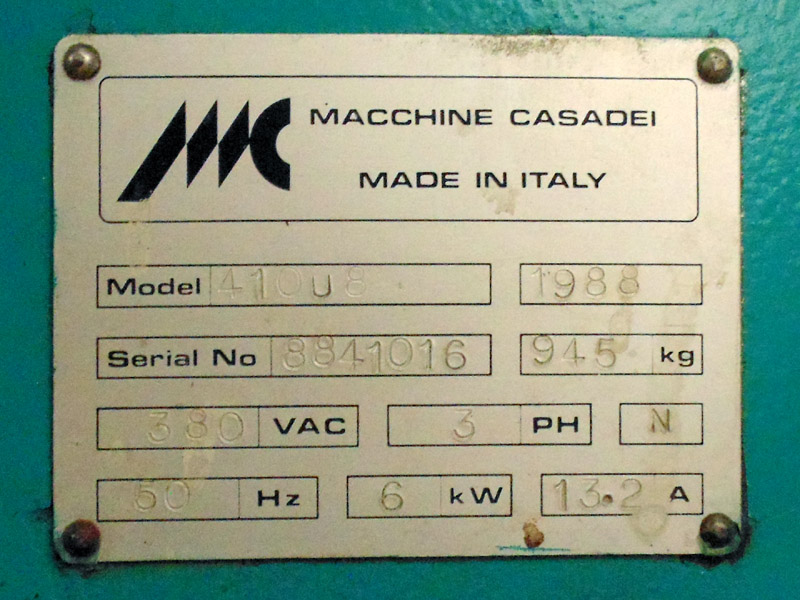 MC MACCHINE CASADEI
MADE IN ITALY
Model 410U8 1988
Serial No 8841016 945 kg
380 VAC 3 PH N
50 Hz 6 kW 13.2 A